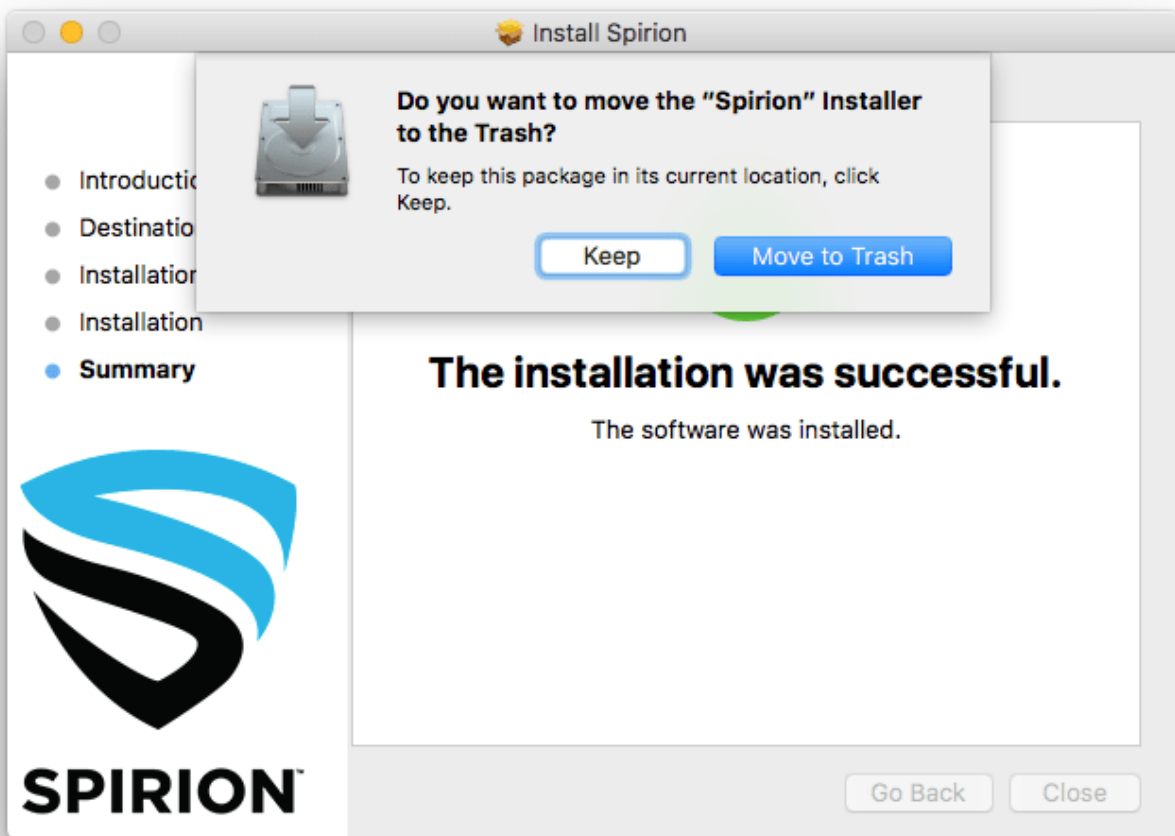 Install Spirion
Do you want to move the “Spirion” Installer
to the Trash?
To keep this package in its current location, click
Keep.
Keep
Move to Trash
Introductic
Destinatio
Installation
Installation
Summary
The installation was successful.
The software was installed.
SPIRION™
Go Back
Close